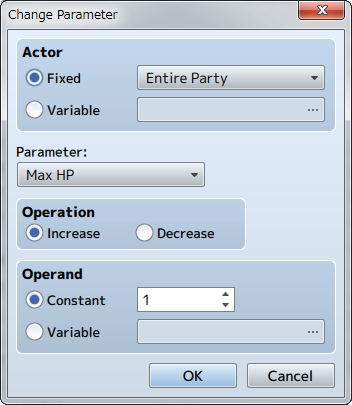 Change Parameter
Actor
Fixed Entire Party
Variable ...
Parameter:
Max HP
Operation
Increase Decrease
Operand
Constant 1
Variable ...
OK Cancel